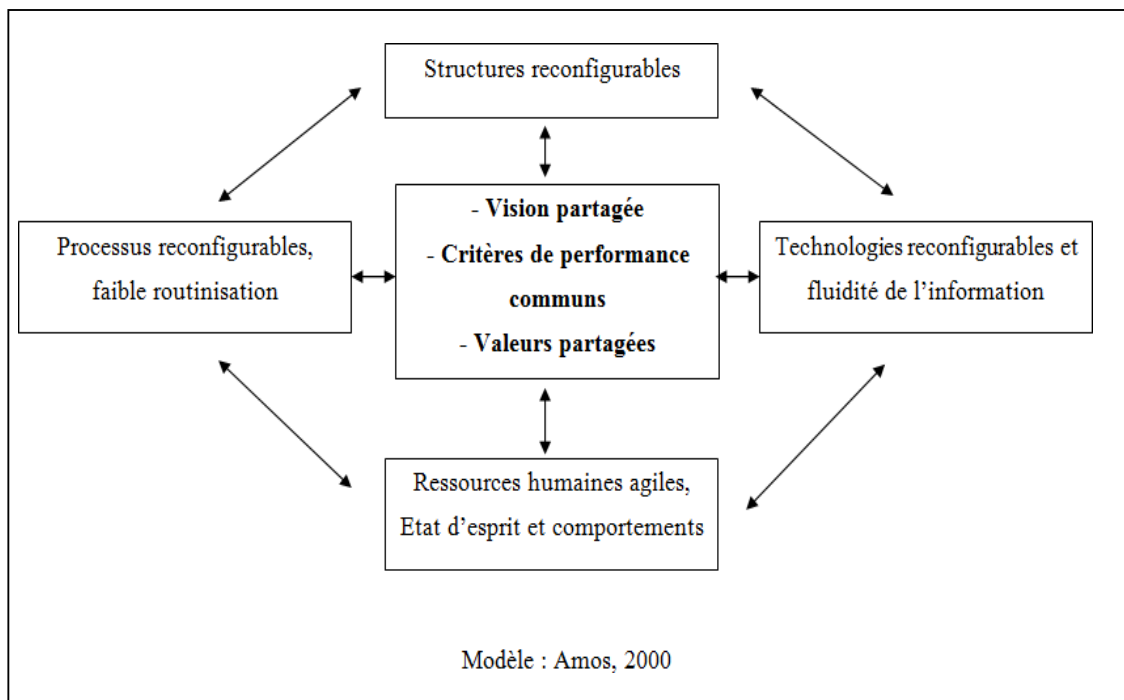 Structures reconfigurables
- Vision partagée
- Critères de performance
communs
- Valeurs partagées
Processus reconfigurables,
faible routinisation
Technologies reconfigurables et
fluidité de l’information
Ressources humaines agiles,
Etat d’esprit et comportements
Modèle : Amos, 2000